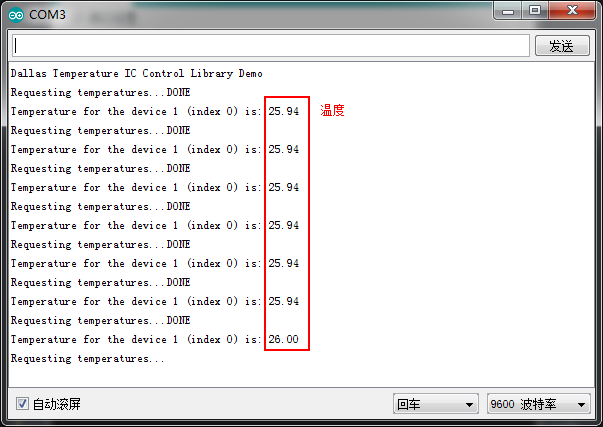 COM3
发送
Dallas Temperature IC Control Library Demo
Requesting temperatures...DONE
Temperature for the device 1 (index 0) is: 25.94 温度
Requesting temperatures...DONE
Temperature for the device 1 (index 0) is: 25.94
Requesting temperatures...DONE
Temperature for the device 1 (index 0) is: 25.94
Requesting temperatures...DONE
Temperature for the device 1 (index 0) is: 25.94
Requesting temperatures...DONE
Temperature for the device 1 (index 0) is: 25.94
Requesting temperatures...DONE
Temperature for the device 1 (index 0) is: 25.94
Requesting temperatures...DONE
Temperature for the device 1 (index 0) is: 26.00
Requesting temperatures...
自动滚屏 回车 9600 波特率